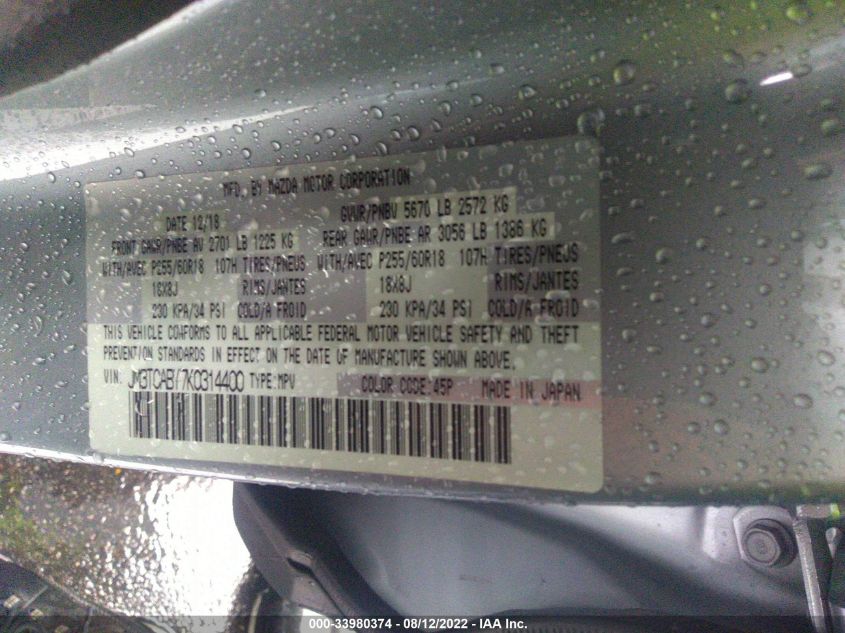 MFD. BY MAZDA MOTOR CORPORATION
DATE 12/18 GVWR/PNBV 5670 LB 2572 KG
FRONT GAWR/PNBE AV 2701 LB 1225 KG REAR GAWR/PNBE AR 3056 LB 1386 KG
WITH/AVEC P255/60R18 107H TIRES/PNEUS WITH/AVEC P255/60R18 107H TIRES/PNEUS
18X8J RIMS/JANTES 18X8J RIMS/JANTES
230 KPA/34 PSI COLD/A FROID 230 KPA/34 PSI COLD/A FROID
THIS VEHICLE CONFORMS TO ALL APPLICABLE FEDERAL MOTOR VEHICLE SAFETY AND THEFT
PREVENTION STANDARDS IN EFFECT ON THE DATE OF MANUFACTURE SHOWN ABOVE.
VIN: JM3TCABY7K0314400 TYPE:MPV COLOR CODE:45P MADE IN JAPAN
000-33980374 - 08/12/2022 - IAA Inc.